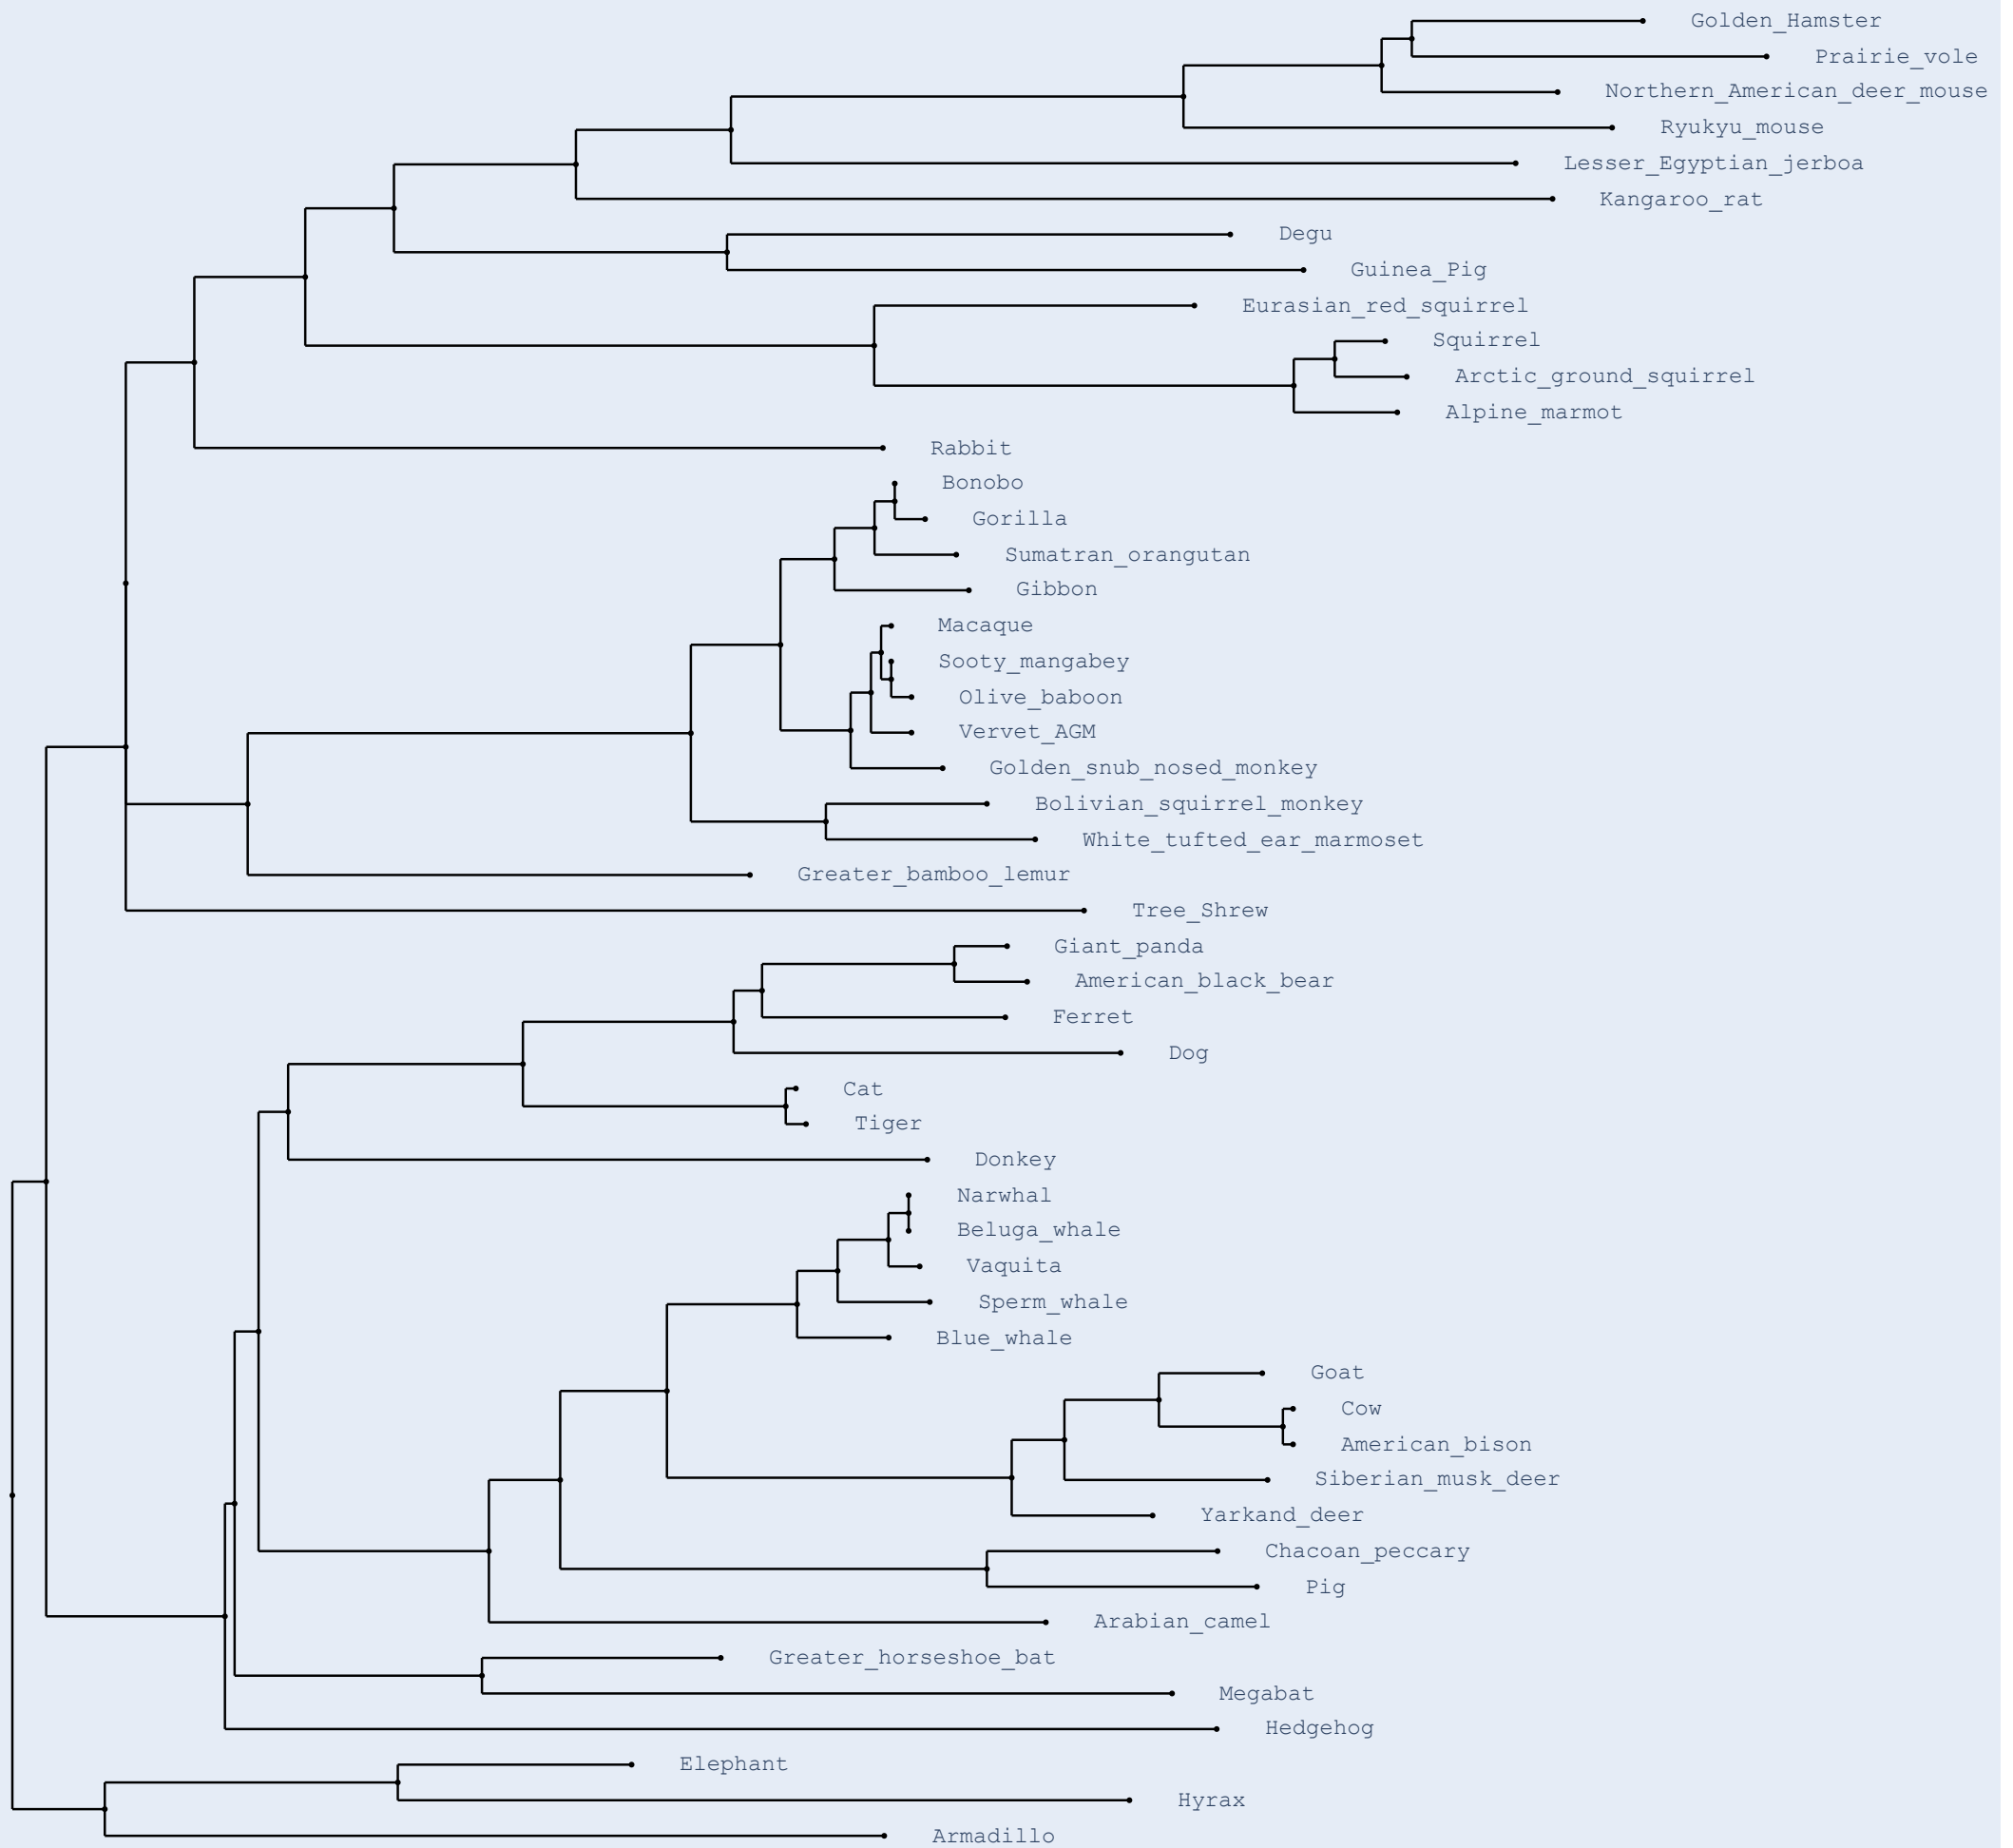 Golden_Hamster
Prairie_vole
Northern_American_deer_mouse
Ryukyu_mouse
Lesser_Egyptian_jerboa
Kangaroo_rat
Degu
Guinea_Pig
Eurasian_red_squirrel
Squirrel
Arctic_ground_squirrel
Alpine_marmot
Rabbit
Bonobo
Gorilla
Sumatran_orangutan
Gibbon
Macaque
Sooty_mangabey
Olive_baboon
Vervet_AGM
Golden_snub_nosed_monkey
Bolivian_squirrel_monkey
White_tufted_ear_marmoset
Greater_bamboo_lemur
Tree_Shrew
Giant_panda
American_black_bear
Ferret
Dog
Cat
Tiger
Donkey
Narwhal
Beluga_whale
Vaquita
Sperm_whale
Blue_whale
Goat
Cow
American_bison
Siberian_musk_deer
Yarkand_deer
Chacoan_peccary
Pig
Arabian_camel
Greater_horseshoe_bat
Megabat
Hedgehog
Elephant
Hyrax
Armadillo